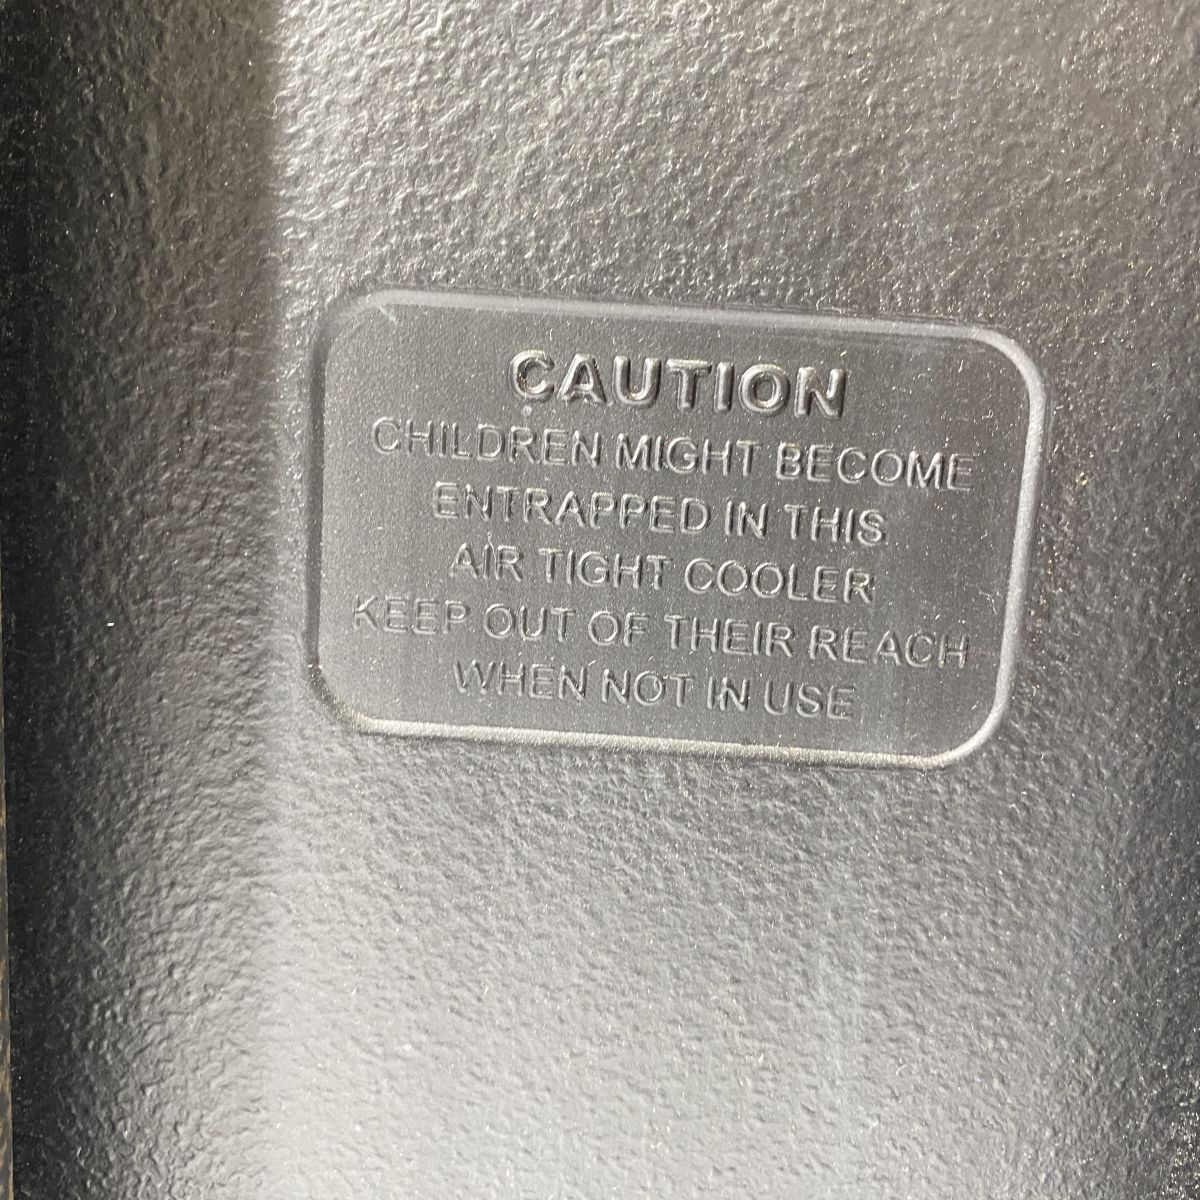 CAUTION
CHILDREN MIGHT BECOME
ENTRAPPED IN THIS
AIR TIGHT COOLER
KEEP OUT OF THEIR REACH
WHEN NOT IN USE